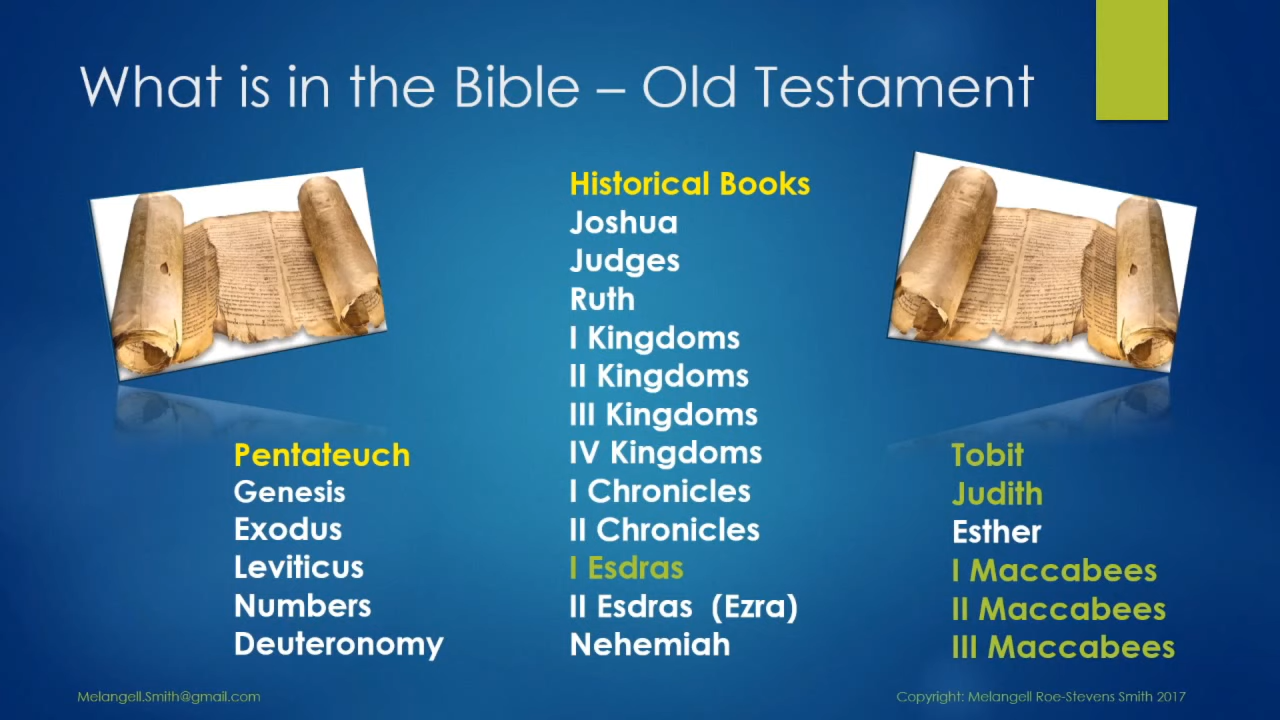 What is in the Bible – Old Testament
Pentateuch
Genesis
Exodus
Leviticus
Numbers
Deuteronomy
Historical Books
Joshua
Judges
Ruth
I Kingdoms
II Kingdoms
III Kingdoms
IV Kingdoms
I Chronicles
II Chronicles
I Esdras
II Esdras (Ezra)
Nehemiah
Tobit
Judith
Esther
I Maccabees
II Maccabees
III Maccabees
Melangell.Smith@gmail.com
Copyright: Melangell Roe-Stevens Smith 2017